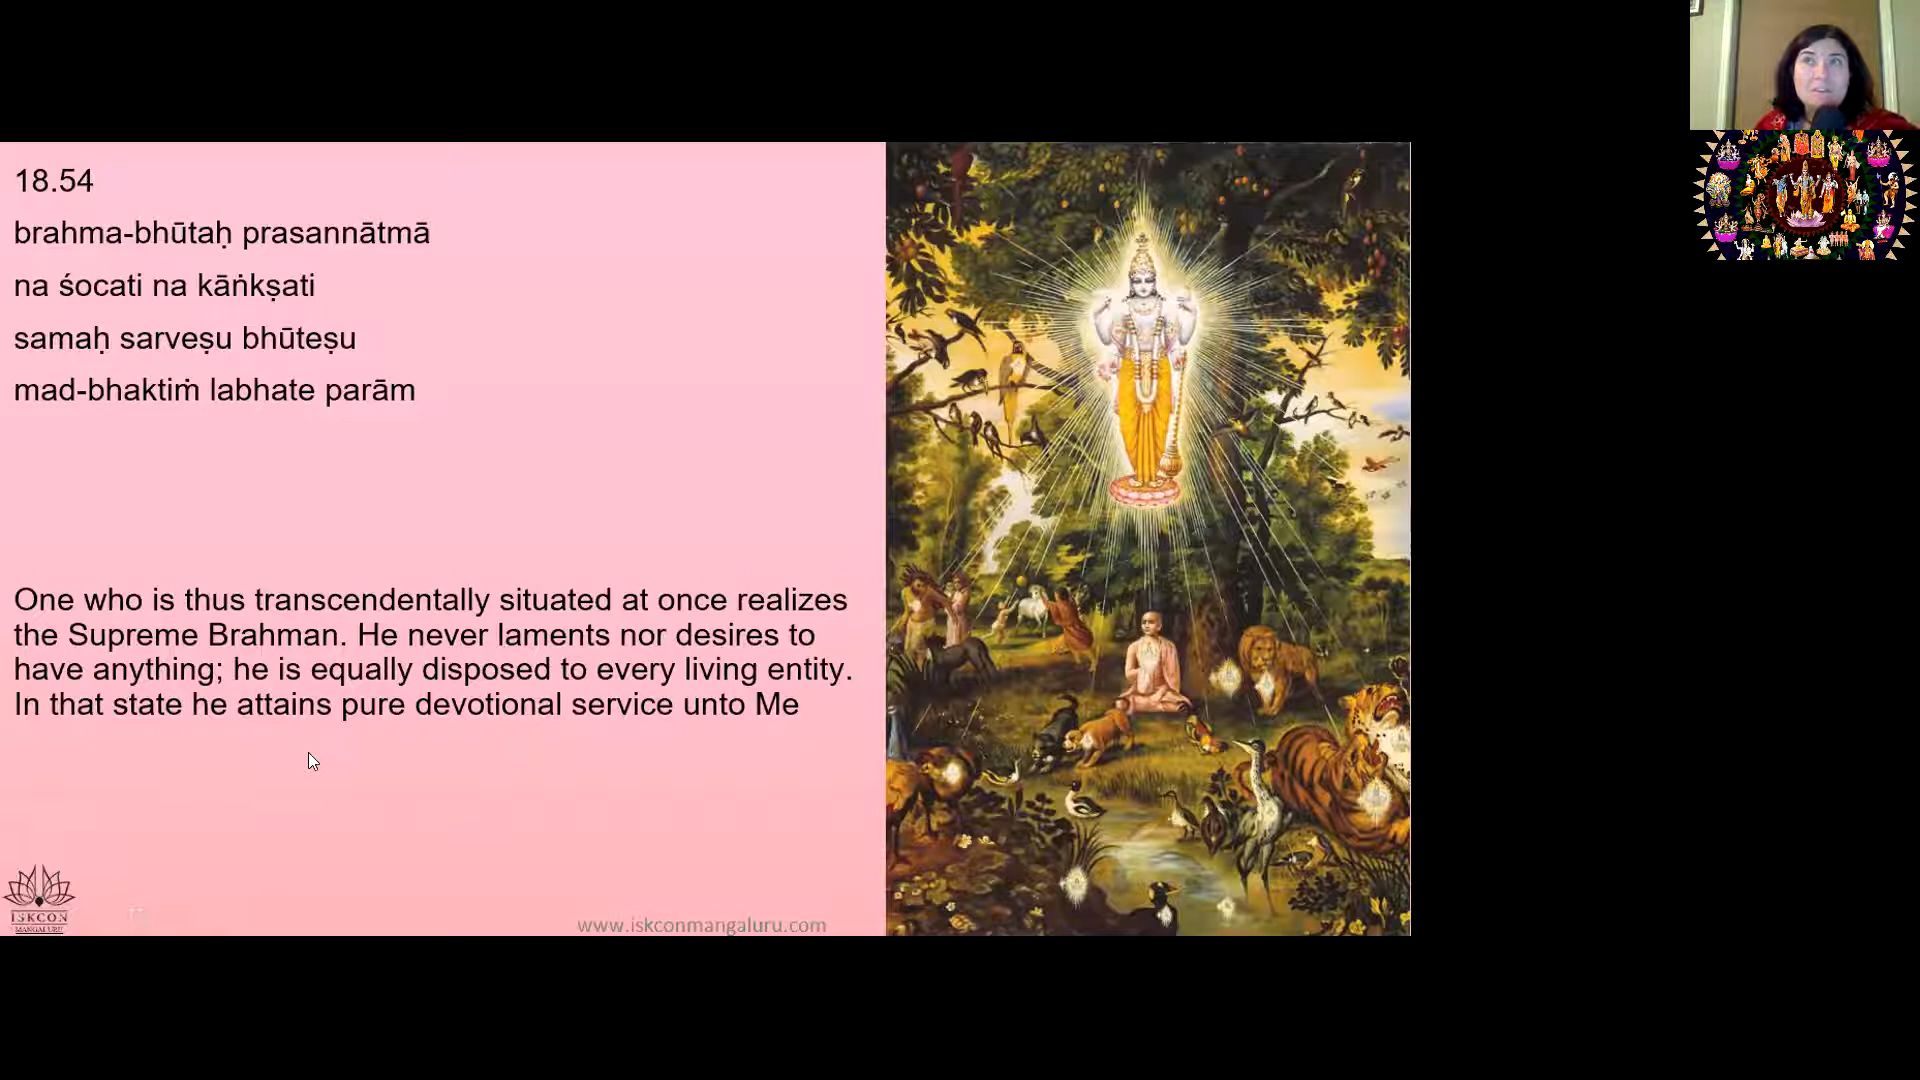 18.54
brahma-bhūtaḥ prasannātmā
na śocati na kāṅkṣati
samaḥ sarveṣu bhūteṣu
mad-bhaktiṁ labhate parām
One who is thus transcendentally situated at once realizes
the Supreme Brahman. He never laments nor desires to
have anything; he is equally disposed to every living entity.
In that state he attains pure devotional service unto Me
ISKCON
MANGALURU
www.iskconmangaluru.com